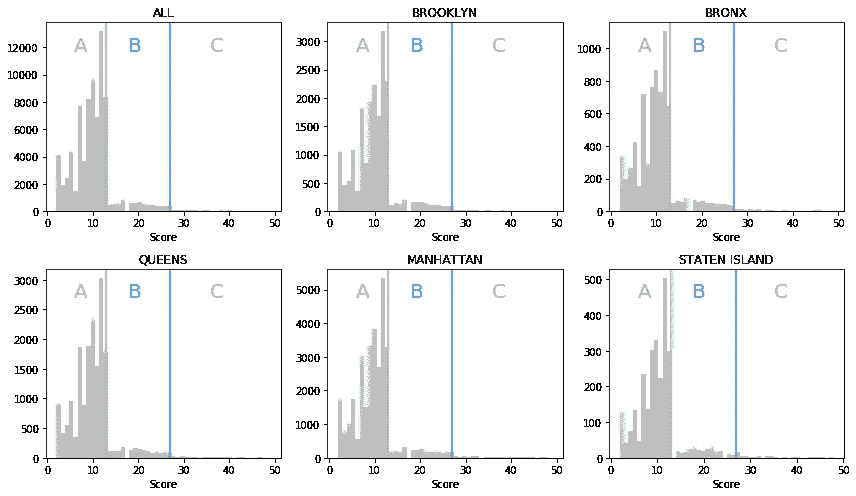 ALL
A B C
12000
10000
8000
6000
4000
2000
0
0 10 20 30 40 50
Score
BROOKLYN
A B C
3000
2500
2000
1500
1000
500
0
0 10 20 30 40 50
Score
BRONX
A B C
1000
800
600
400
200
0
0 10 20 30 40 50
Score
QUEENS
A B C
3000
2500
2000
1500
1000
500
0
0 10 20 30 40 50
Score
MANHATTAN
A B C
5000
4000
3000
2000
1000
0
0 10 20 30 40 50
Score
STATEN ISLAND
A B C
500
400
300
200
100
0
0 10 20 30 40 50
Score